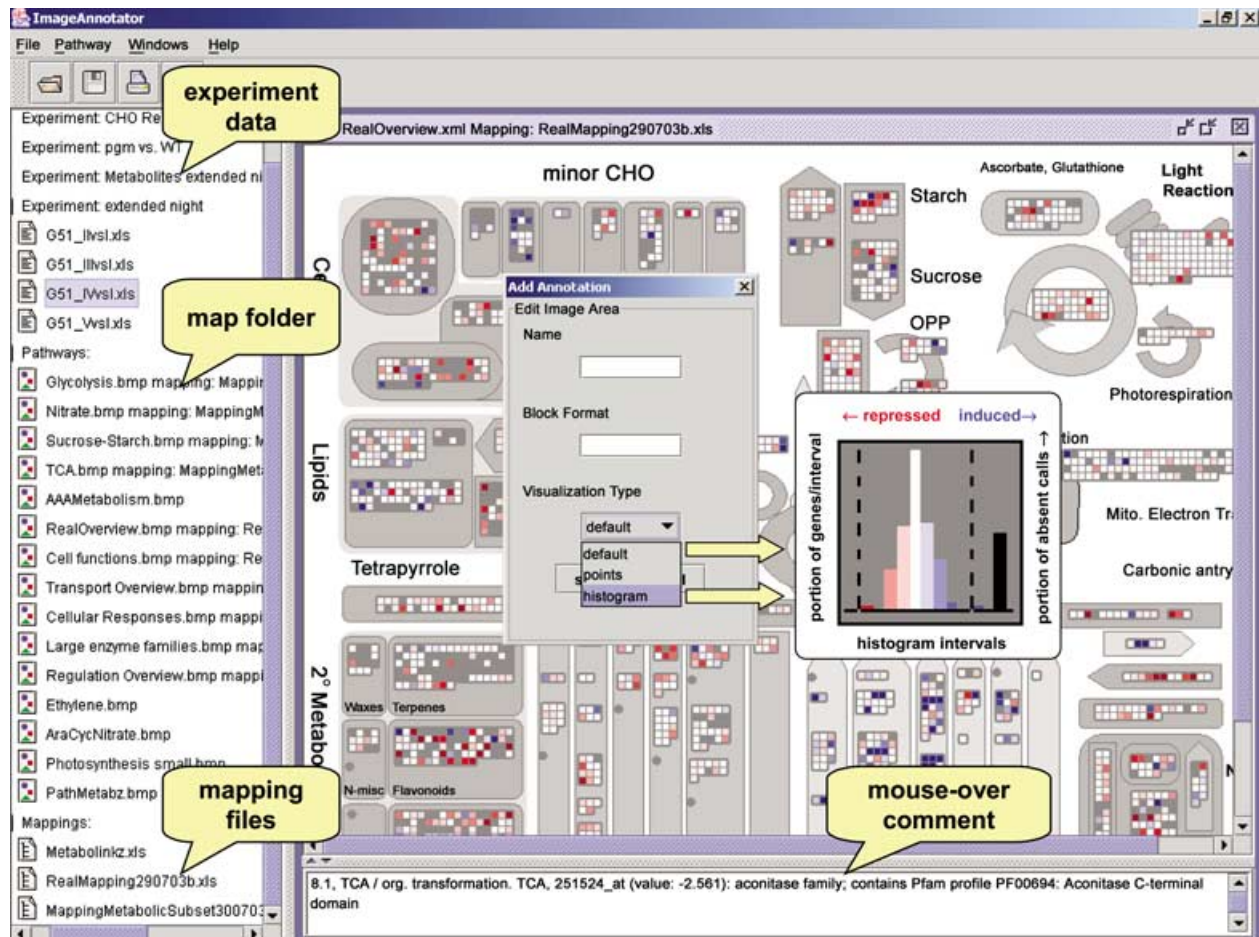 ImageAnnotator
File Pathway Windows Help
experiment
data
Experiment: CHO Re
Experiment: pgm vs. WT
Experiment: Metabolites extended ni
Experiment: extended night
G51_IIvsI.xls
G51_IIIvsI.xls
G51_IVvsI.xls
G51_VvsI.xls
map folder
Pathways:
Glycolysis.bmp mapping: Mappin
Nitrate.bmp mapping: MappingM
Sucrose-Starch.bmp mapping: M
TCA.bmp mapping: MappingMet
AAAMetabolism.bmp
RealOverview.bmp mapping: Re
Cell functions.bmp mapping: Re
Transport Overview.bmp mappin
Cellular Responses.bmp mappi
Large enzyme families.bmp map
Regulation Overview.bmp mappi
Ethylene.bmp
AraCycNitrate.bmp
Photosynthesis small.bmp
PathMetabz.bmp
mapping
files
Mappings:
Metabolinkz.xls
RealMapping290703b.xls
MappingMetabolicSubset300703
RealOverview.xml Mapping: RealMapping290703b.xls
minor CHO
Starch
Sucrose
OPP
Ascorbate, Glutathione
Light
Reaction
Photorespiration
tion
Mito. Electron Tr
Carbonic antry
Ce
Lipids
Tetrapyrrole
2° Metabo
Waxes
Terpenes
N-misc
Flavonoids
N
Add Annotation
Edit Image Area
Name
Block Format
Visualization Type
default
default
points
histogram
s
l
← repressed induced→
portion of genes/interval
portion of absent calls →
histogram intervals
mouse-over
comment
8.1, TCA / org. transformation. TCA, 251524_at (value: -2.561): aconitase family; contains Pfam profile PF00694: Aconitase C-terminal
domain